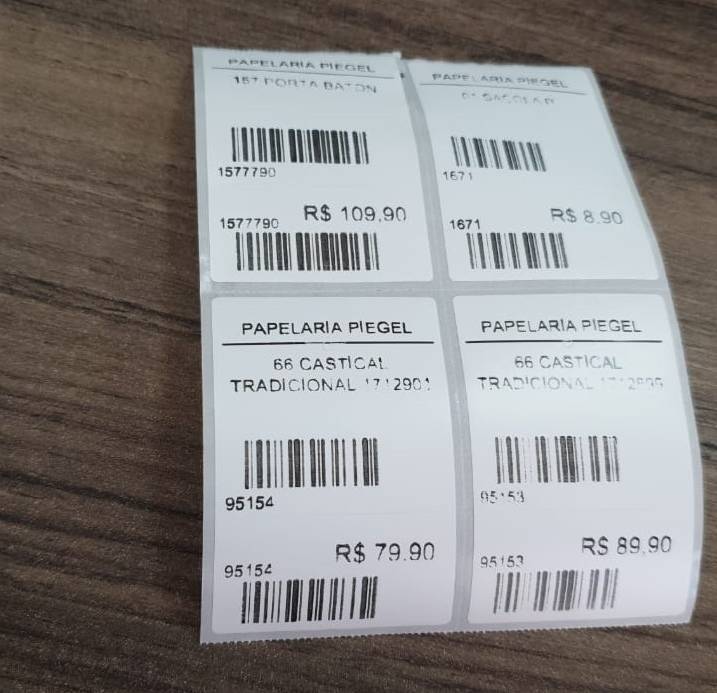 PAPELARIA PIEGEL
157 PORTA BATON
1577790
R$ 109,90
1577790
PAPELARIA PIEGEL
1671
R$ 8.90
1671
PAPELARIA PIEGEL
66 CASTICAL
TRADICIONAL 1712901
95154
R$ 79.90
95154
PAPELARIA PIEGEL
66 CASTICAL
TRADICIONAL
95153
R$ 89,90
95153